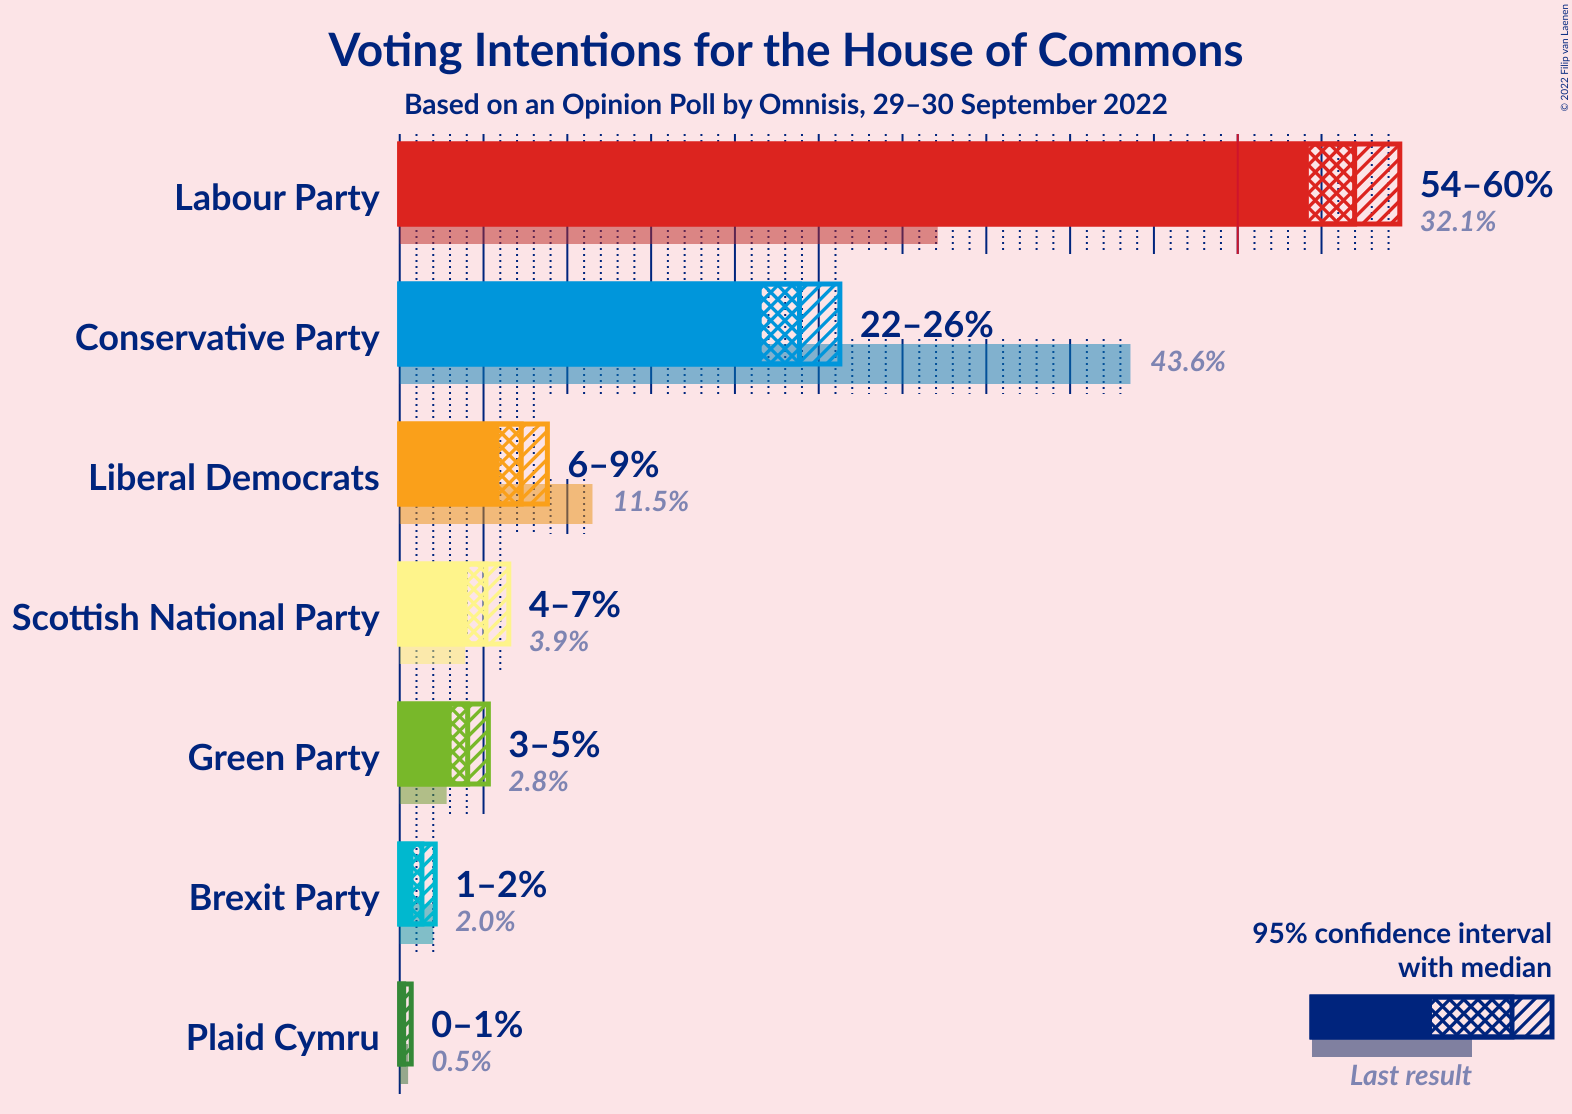 Voting Intentions for the House of Commons
Based on an Opinion Poll by Omnisis, 29–30 September 2022
© 2022 Filip van Laenen
Labour Party
54–60%
32.1%
Conservative Party
22–26%
43.6%
Liberal Democrats
6–9%
11.5%
Scottish National Party
4–7%
3.9%
Green Party
3–5%
2.8%
Brexit Party
1–2%
2.0%
Plaid Cymru
0–1%
0.5%
95% confidence interval
with median
Last result